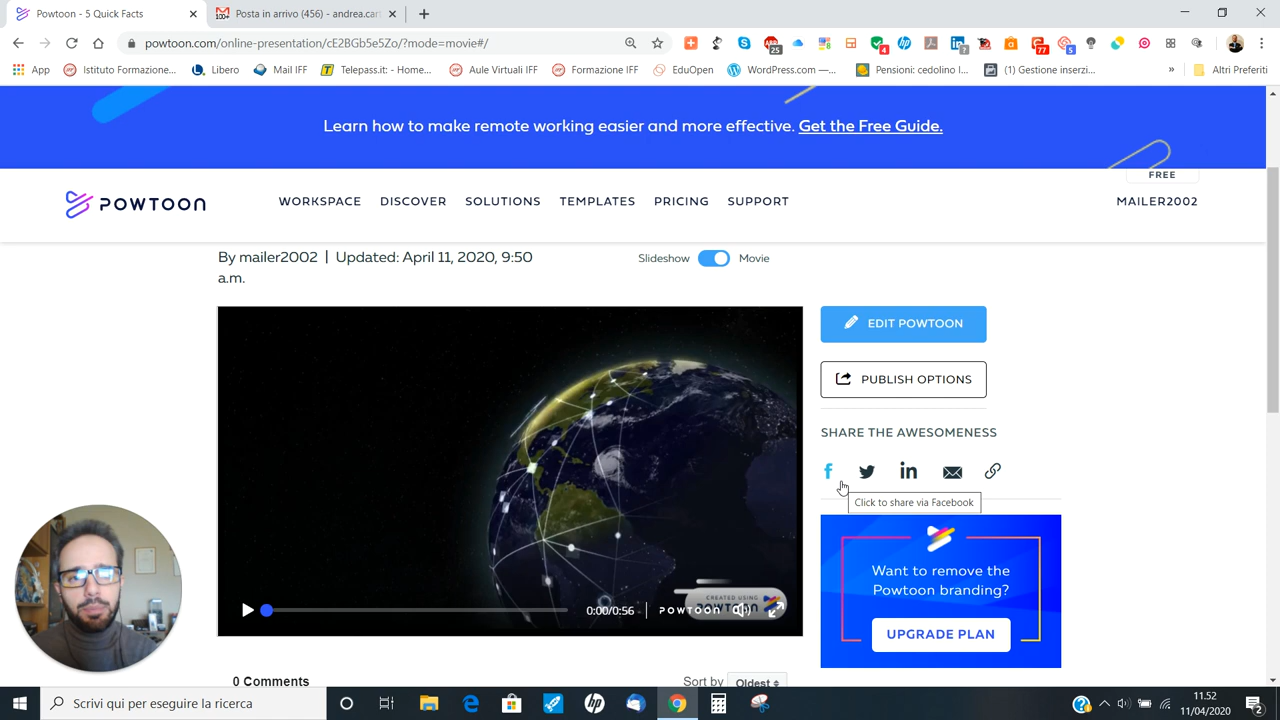 Powtoon - 5 Quick Facts
Posta in arrivo (456) - andrea.car
powtoon.com/online-presentation/cE2BGb5e5Zo/?mode=movie#/
App
Istituto Formazione...
Libero
Mail IFF
Telepass.it: - Home...
Aule Virtuali IFF
Formazione IFF
EduOpen
WordPress.com —...
Pensioni: cedolino I...
(1) Gestione inserzi...
»
Altri Preferiti
Learn how to make remote working easier and more effective. Get the Free Guide.
FREE
POWTOON
WORKSPACE
DISCOVER
SOLUTIONS
TEMPLATES
PRICING
SUPPORT
MAILER2002
By mailer2002 | Updated: April 11, 2020, 9:50
a.m.
Slideshow
Movie
EDIT POWTOON
PUBLISH OPTIONS
SHARE THE AWESOMENESS
Click to share via Facebook
Want to remove the
Powtoon branding?
UPGRADE PLAN
CREATED USING
POWTOON
0:00/0:56
POWTOON
0 Comments
Sort by
Oldest
Scrivi qui per eseguire la ricerca
11.52
11/04/2020
2